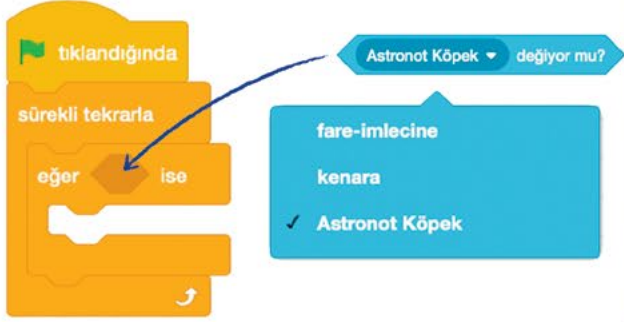 tıklandığında
sürekli tekrarla
eğer ise
Astronot Köpek değiyor mu?
fare-imlecine
kenara
✓ Astronot Köpek